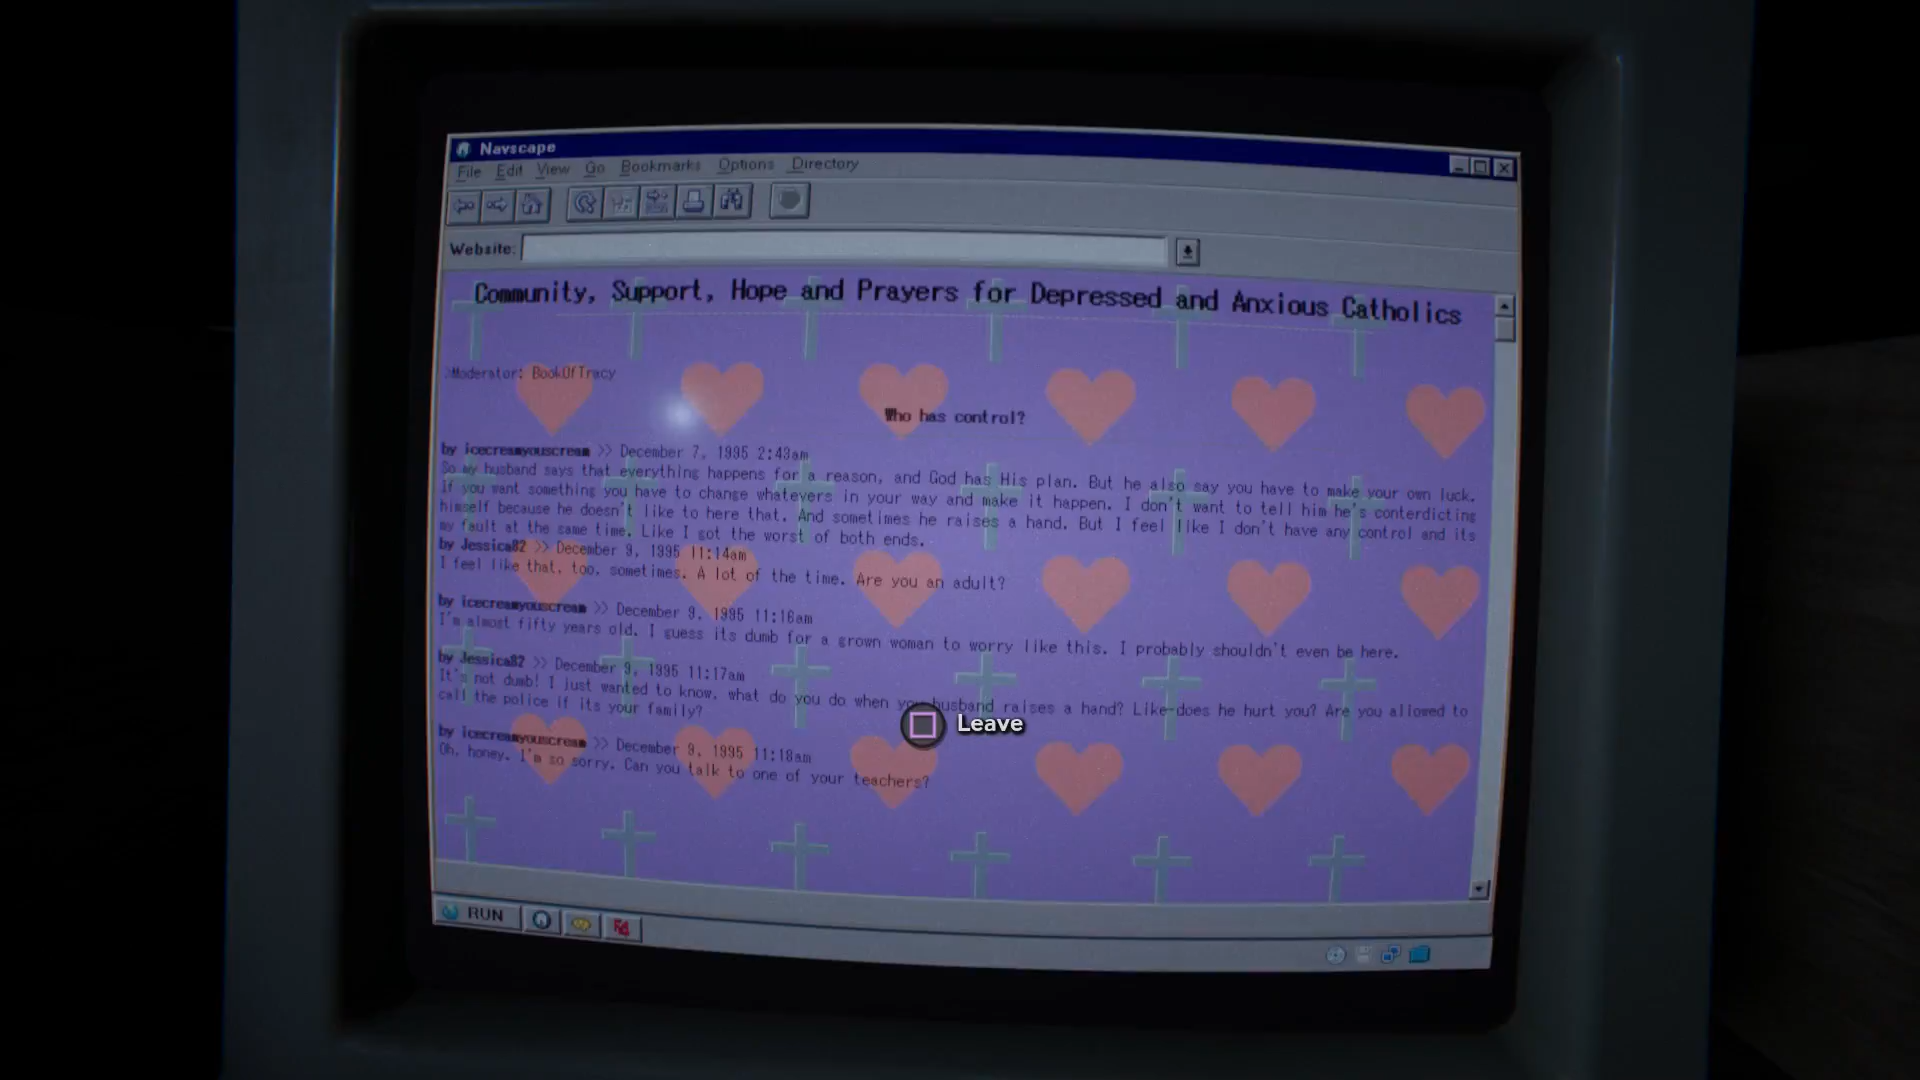 Navscape
File Edit View Go Bookmarks Options Directory
Website:
Community, Support, Hope and Prayers for Depressed and Anxious Catholics
>Moderator: BookOfTracy
Who has control?
by icecreamyouscream >> December 7, 1995 2:43am
So my husband says that everything happens for a reason, and God has His plan. But he also say you have to make your own luck.
If you want something you have to change whatevers in your way and make it happen. I don't want to tell him he's conterdicting
himself because he doesn't like to here that. And sometimes he raises a hand. But I feel like I don't have any control and its
my fault at the same time. Like I got the worst of both ends.
by Jessica82 >> December 9, 1995 11:14am
I feel like that, too, sometimes. A lot of the time. Are you an adult?
by icecreamyouscream >> December 9, 1995 11:16am
I'm almost fifty years old. I guess its dumb for a grown woman to worry like this. I probably shouldn't even be here.
by Jessica82 >> December 9, 1995 11:17am
It's not dumb! I just wanted to know, what do you do when your husband raises a hand? Like does he hurt you? Are you allowed to
call the police if its your family?
Leave
by icecreamyouscream >> December 9, 1995 11:18am
Oh, honey. I'm so sorry. Can you talk to one of your teachers?
RUN